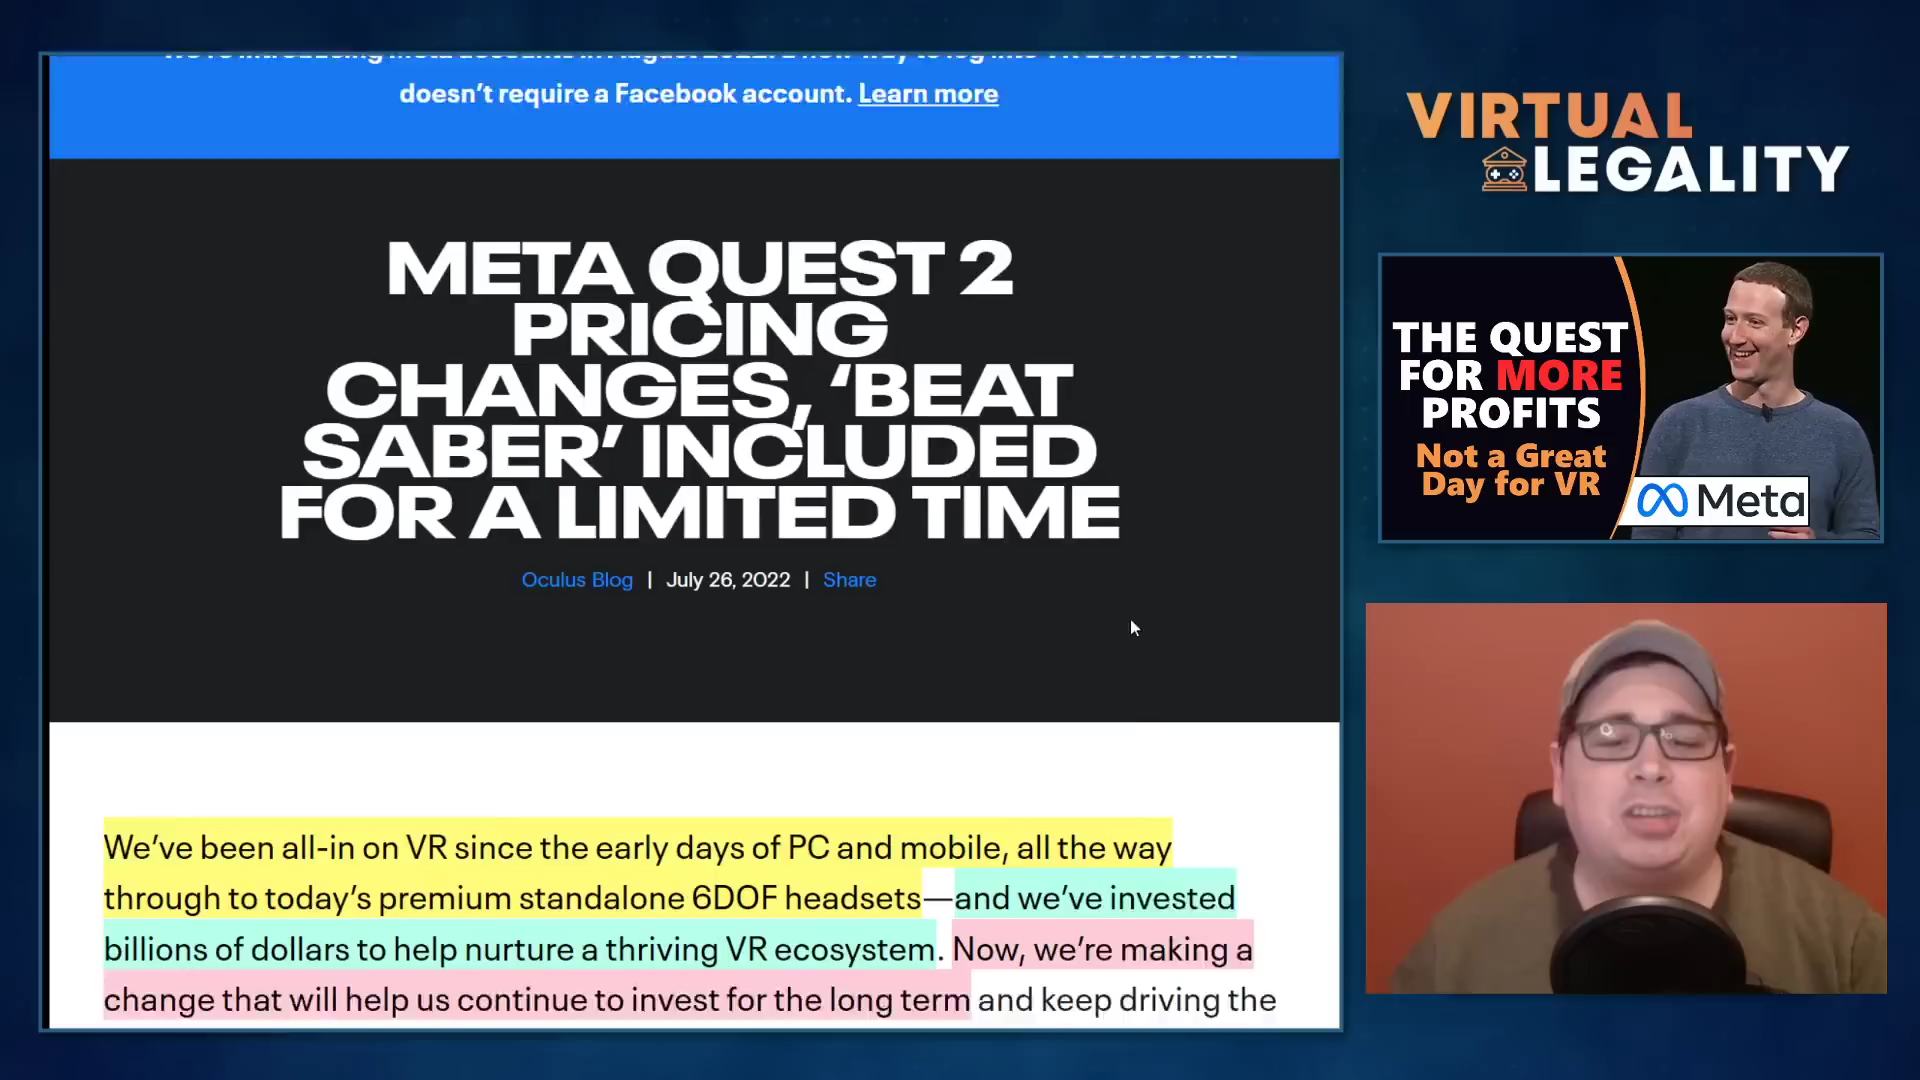 doesn't require a Facebook account. Learn more
META QUEST 2
PRICING
CHANGES, 'BEAT
SABER' INCLUDED
FOR A LIMITED TIME
Oculus Blog | July 26, 2022 | Share
We've been all-in on VR since the early days of PC and mobile, all the way
through to today's premium standalone 6DOF headsets—and we've invested
billions of dollars to help nurture a thriving VR ecosystem. Now, we're making a
change that will help us continue to invest for the long term and keep driving the
VIRTUAL
LEGALITY
THE QUEST
FOR MORE
PROFITS
Not a Great
Day for VR
Meta